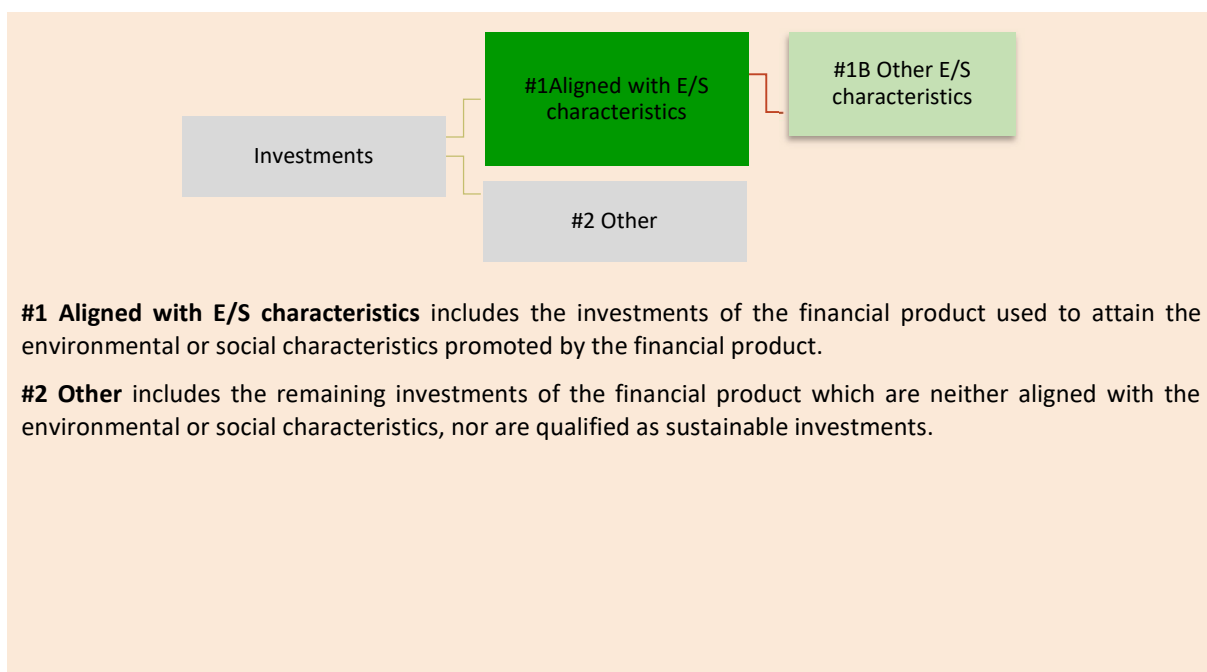 #1Aligned with E/S
characteristics
#1B Other E/S
characteristics
Investments
#2 Other
#1 Aligned with E/S characteristics includes the investments of the financial product used to attain the
environmental or social characteristics promoted by the financial product.
#2 Other includes the remaining investments of the financial product which are neither aligned with the
environmental or social characteristics, nor are qualified as sustainable investments.